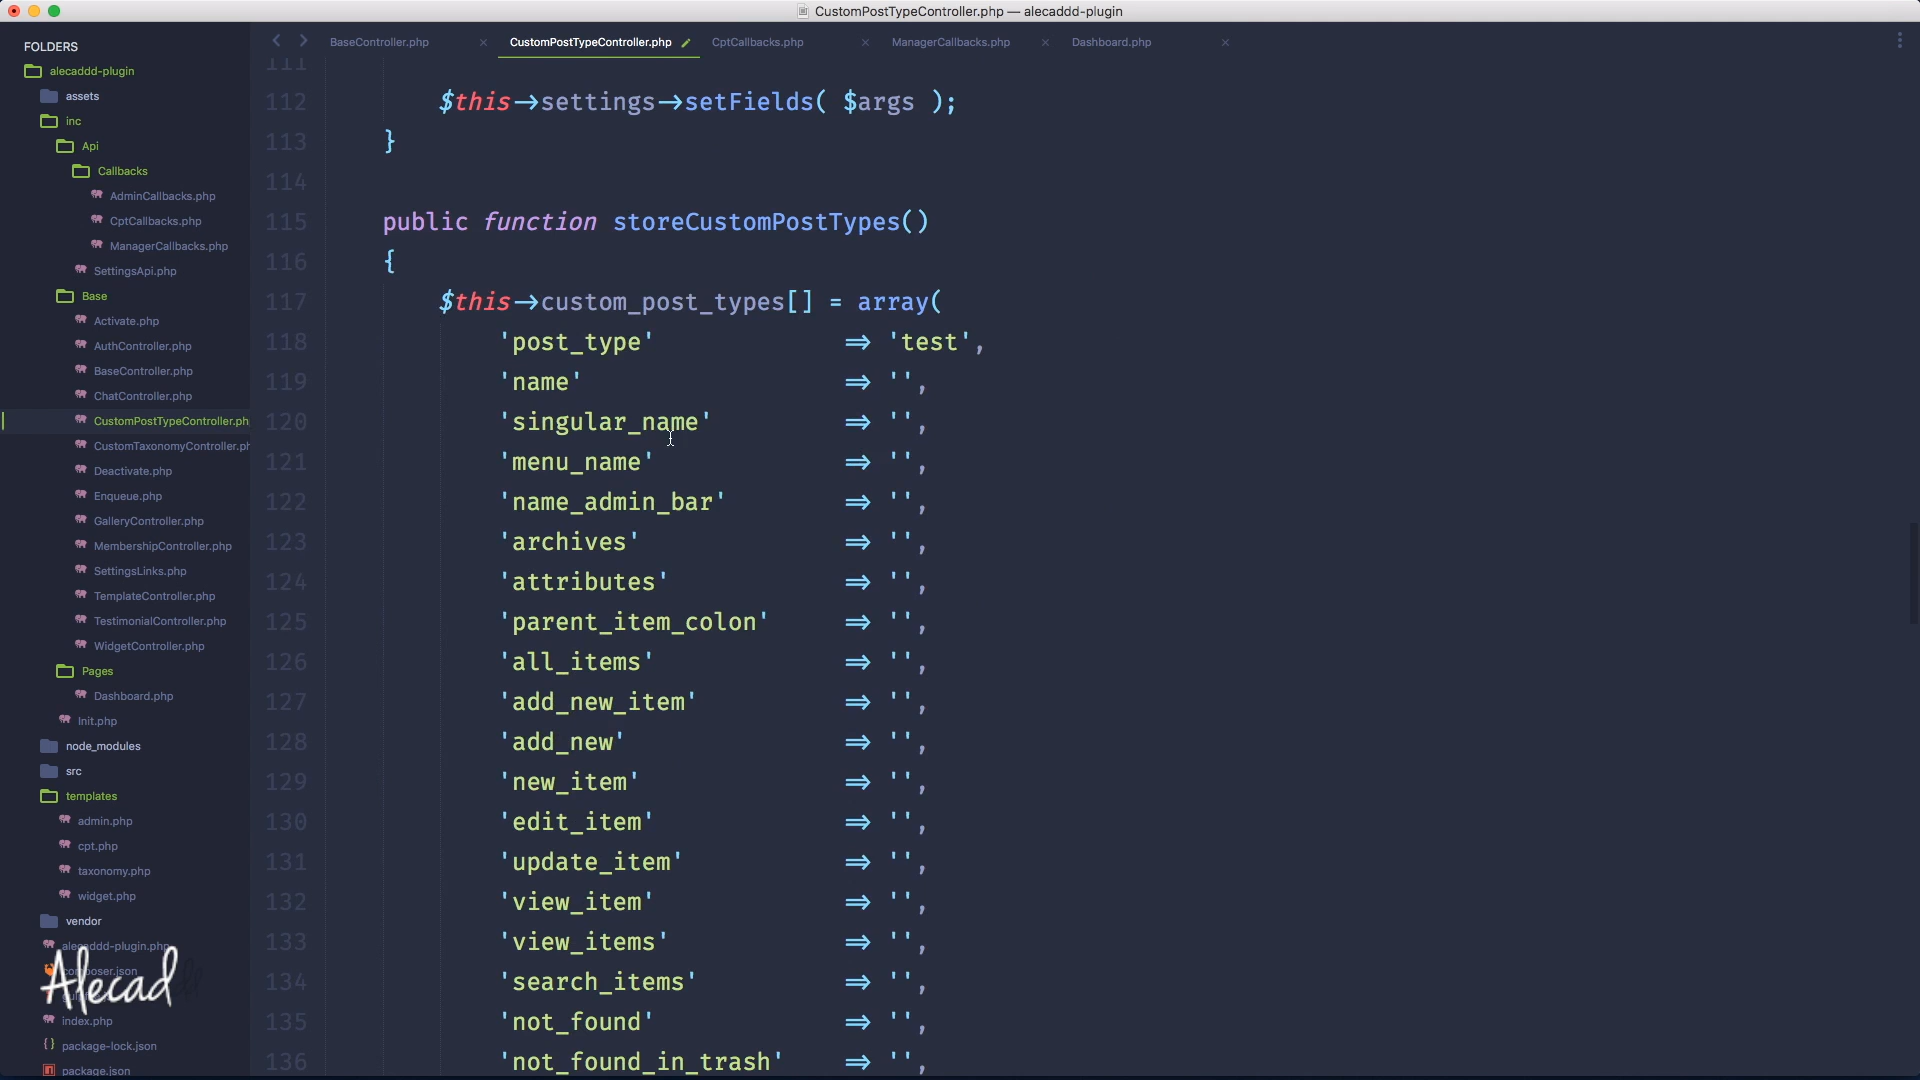 CustomPostTypeController.php — alecaddd-plugin
FOLDERS
alecaddd-plugin
assets
inc
Api
Callbacks
AdminCallbacks.php
CptCallbacks.php
ManagerCallbacks.php
SettingsApi.php
Base
Activate.php
AuthController.php
BaseController.php
ChatController.php
CustomPostTypeController.ph
CustomTaxonomyController.ph
Deactivate.php
Enqueue.php
GalleryController.php
MembershipController.php
SettingsLinks.php
TemplateController.php
TestimonialController.php
WidgetController.php
Pages
Dashboard.php
Init.php
node_modules
src
templates
admin.php
cpt.php
taxonomy.php
widget.php
vendor
alecaddd-plugin.php
composer.json
Alecad
index.php
package-lock.json
package.json
BaseController.php CustomPostTypeController.php CptCallbacks.php ManagerCallbacks.php Dashboard.php
111
112 $this->settings->setFields( $args );
113 }
114
115 public function storeCustomPostTypes()
116 {
117 $this->custom_post_types[] = array(
118 'post_type' => 'test',
119 'name' => '',
120 'singular_name' => '',
121 'menu_name' => '',
122 'name_admin_bar' => '',
123 'archives' => '',
124 'attributes' => '',
125 'parent_item_colon' => '',
126 'all_items' => '',
127 'add_new_item' => '',
128 'add_new' => '',
129 'new_item' => '',
130 'edit_item' => '',
131 'update_item' => '',
132 'view_item' => '',
133 'view_items' => '',
134 'search_items' => '',
135 'not_found' => '',
136 'not_found_in_trash' => '',